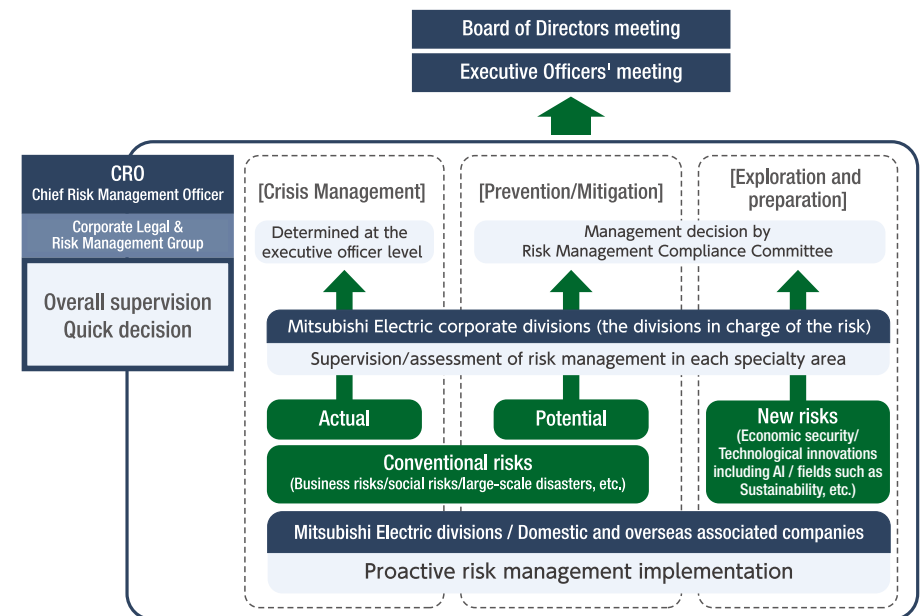 Board of Directors meeting
Executive Officers' meeting
CRO
Chief Risk Management Officer
Corporate Legal &
Risk Management Group
Overall supervision
Quick decision
[Crisis Management]
Determined at the
executive officer level
[Prevention/Mitigation]
[Exploration and
preparation]
Management decision by
Risk Management Compliance Committee
Mitsubishi Electric corporate divisions (the divisions in charge of the risk)
Supervision/assessment of risk management in each specialty area
Actual
Potential
Conventional risks
(Business risks/social risks/large-scale disasters, etc.)
New risks
(Economic security/
Technological innovations
including AI / fields such as
Sustainability, etc.)
Mitsubishi Electric divisions / Domestic and overseas associated companies
Proactive risk management implementation